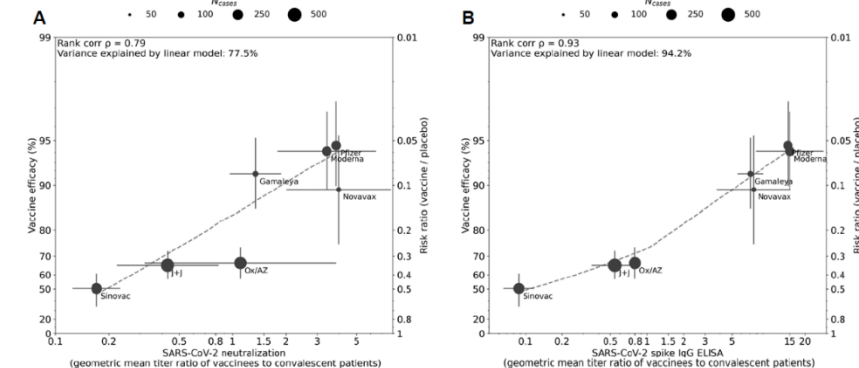 N cases
50 100 250 500
A
99
0.01
Rank corr ρ = 0.79
Variance explained by linear model: 77.5%
95
0.05
Pfizer
Moderna
Gamaleya
90
0.1
Novavax
80
0.2
70
0.3
J+J
Ox/AZ
60
0.4
50
0.5
Sinovac
20
0.8
0
1
Vaccine efficacy (%)
Risk ratio (vaccine / placebo)
0.1 0.2 0.5 0.8 1 1.5 2 3 5
SARS-CoV-2 neutralization
(geometric mean titer ratio of vaccinees to convalescent patients)
N cases
50 100 250 500
B
99
0.01
Rank corr ρ = 0.93
Variance explained by linear model: 94.2%
95
0.05
Pfizer
Moderna
Gamaleya
90
0.1
Novavax
80
0.2
70
0.3
J+J
Ox/AZ
60
0.4
50
0.5
Sinovac
20
0.8
0
1
Vaccine efficacy (%)
Risk ratio (vaccine / placebo)
0.1 0.2 0.5 0.8 1 1.5 2 3 5 15 20
SARS-CoV-2 spike IgG ELISA
(geometric mean titer ratio of vaccinees to convalescent patients)